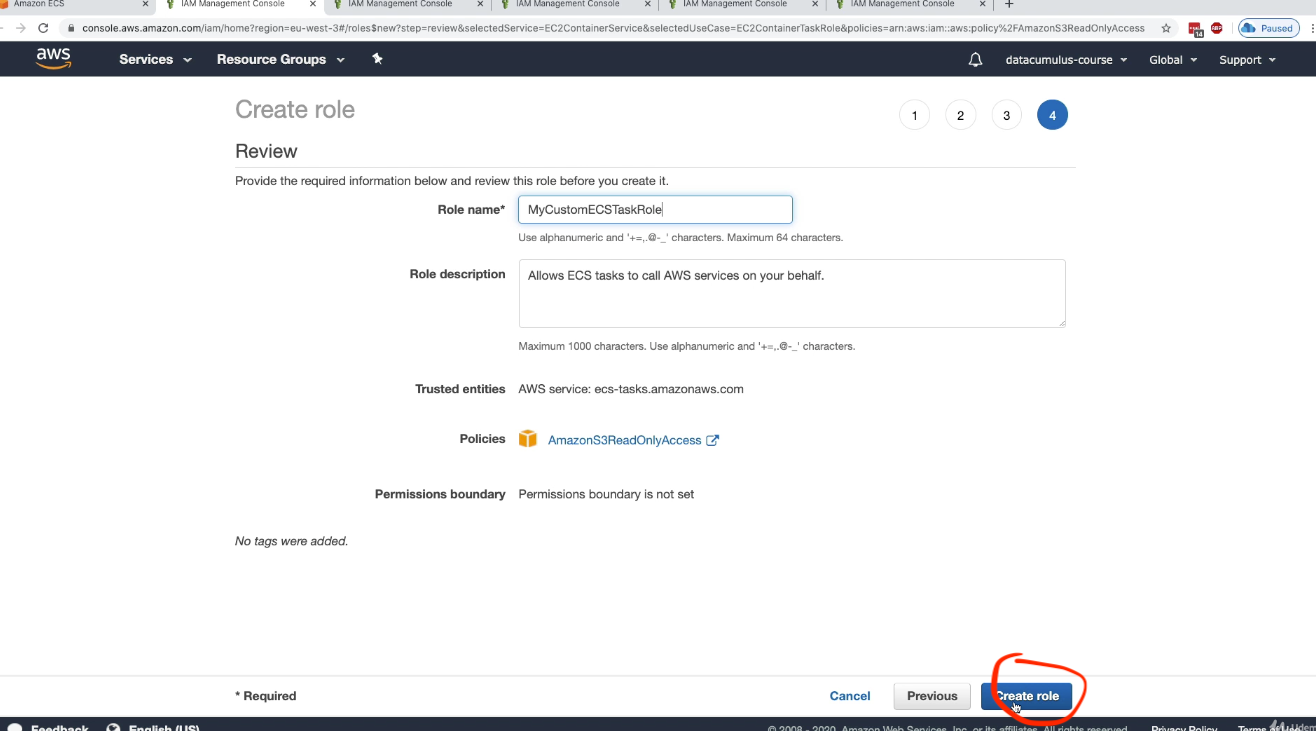 Amazon ECS
IAM Management Console
IAM Management Console
IAM Management Console
IAM Management Console
IAM Management Console
console.aws.amazon.com/iam/home?region=eu-west-3#/roles$new?step=review&selectedService=EC2ContainerService&selectedUseCase=EC2ContainerTaskRole&policies=arn:aws:iam::aws:policy%2FAmazonS3ReadOnlyAccess
14
ABP
Paused
aws
Services
Resource Groups
datacumulus-course
Global
Support
Create role
1
2
3
4
Review
Provide the required information below and review this role before you create it.
Role name*
MyCustomECSTaskRole
Use alphanumeric and '+=,.@-_' characters. Maximum 64 characters.
Role description
Allows ECS tasks to call AWS services on your behalf.
Maximum 1000 characters. Use alphanumeric and '+=,.@-_' characters.
Trusted entities
AWS service: ecs-tasks.amazonaws.com
Policies
AmazonS3ReadOnlyAccess
Permissions boundary
Permissions boundary is not set
No tags were added.
* Required
Cancel
Previous
Create role
Feedback
English (US)
© 2008 - 2020, Amazon Web Services, Inc. or its affiliates. All rights reserved.
Privacy Policy
Terms of Use